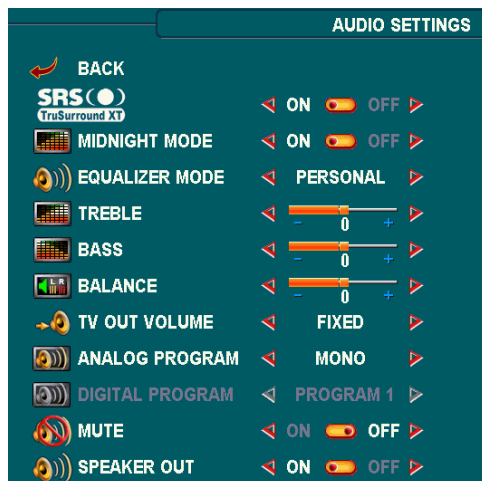 AUDIO SETTINGS
BACK
SRS(●)
TruSurround XT
ON OFF
MIDNIGHT MODE ON OFF
EQUALIZER MODE PERSONAL
TREBLE - 0 +
BASS - 0 +
BALANCE L R - 0 +
TV OUT VOLUME FIXED
ANALOG PROGRAM MONO
DIGITAL PROGRAM PROGRAM 1
MUTE ON OFF
SPEAKER OUT ON OFF